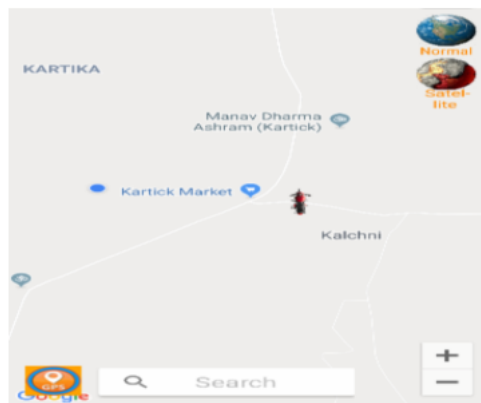 Normal
KARTIKA
Satel-
lite
Manav Dharma
Ashram (Kartick)
Kartick Market
Kalchni
+
GPS
Search
−
Google